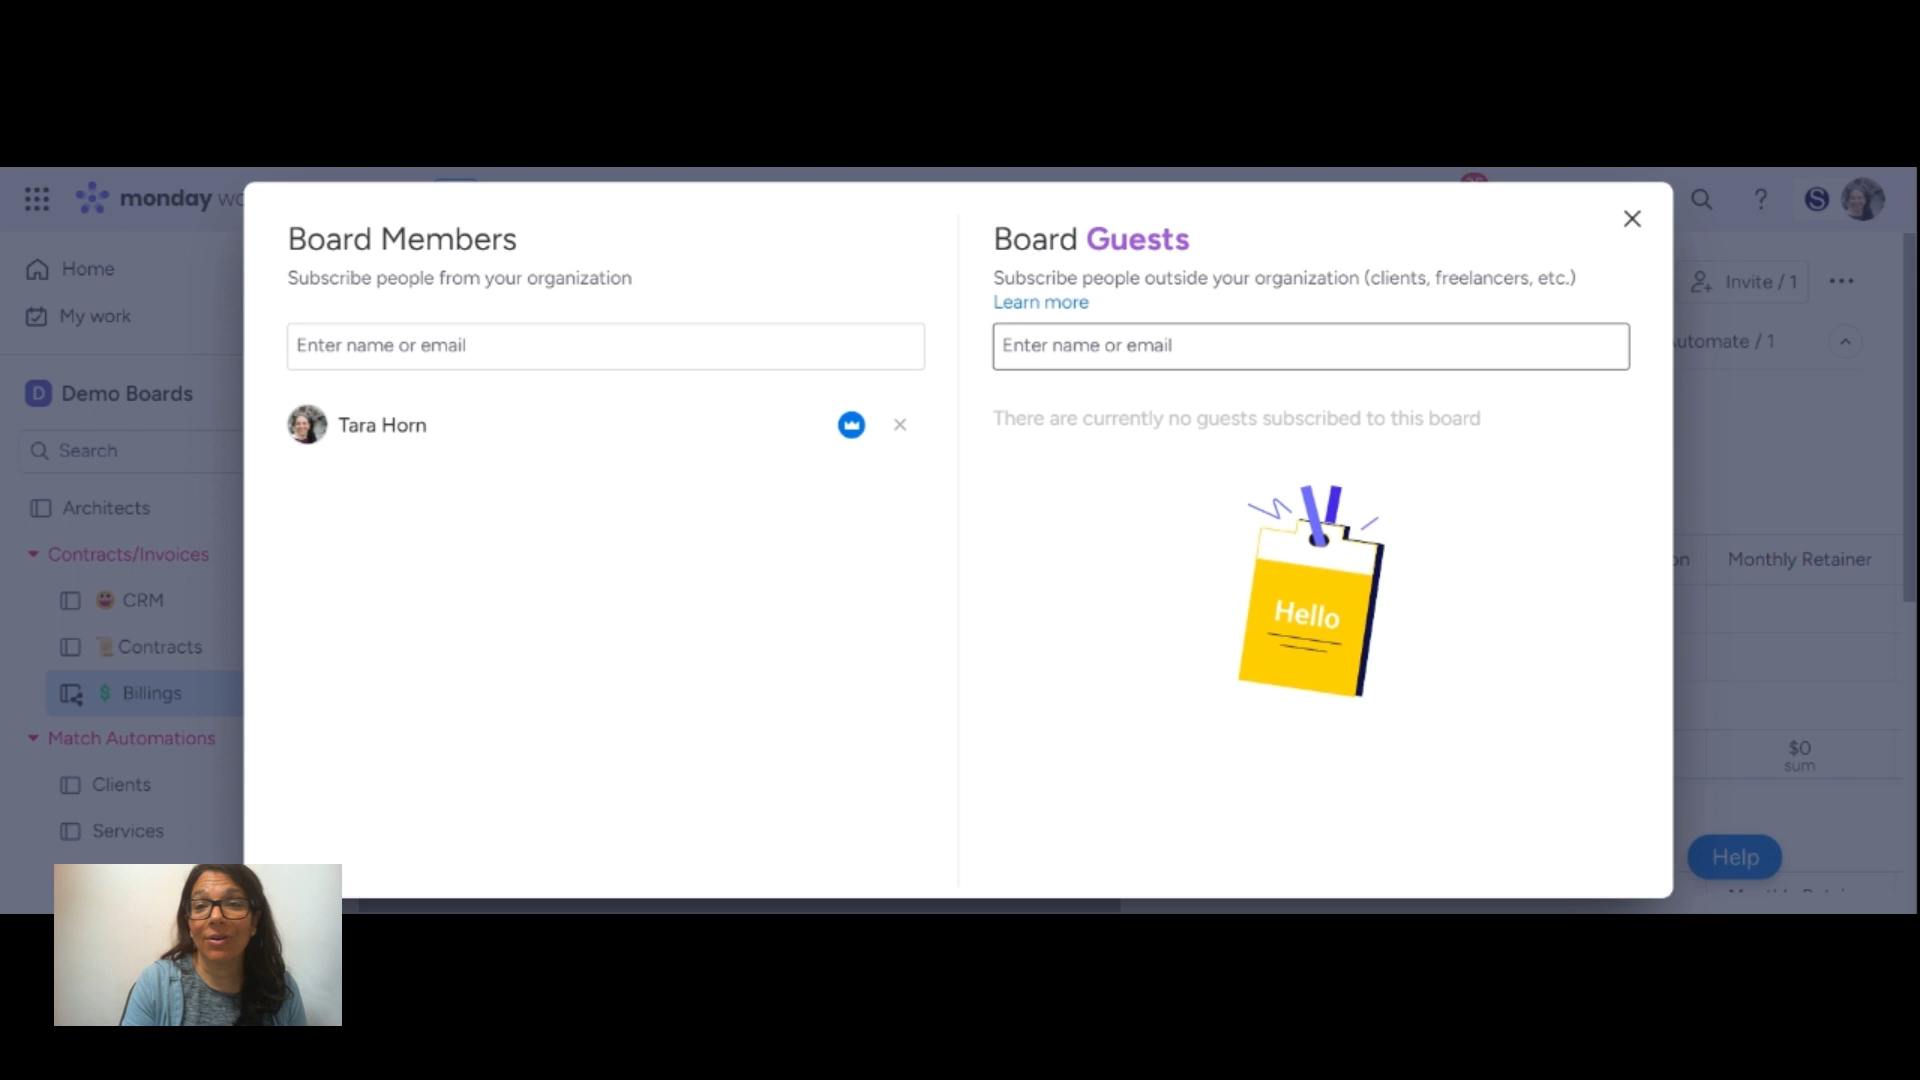 monday
Home
My work
D Demo Boards
Search
Architects
Contracts/Invoices
CRM
Contracts
$ Billings
Match Automations
Clients
Services
Board Members
Subscribe people from your organization
Enter name or email
Tara Horn
Board Guests
Subscribe people outside your organization (clients, freelancers, etc.)
Learn more
Enter name or email
There are currently no guests subscribed to this board
Hello
? S
Invite / 1
utomate / 1
Monthly Retainer
$0
sum
Help